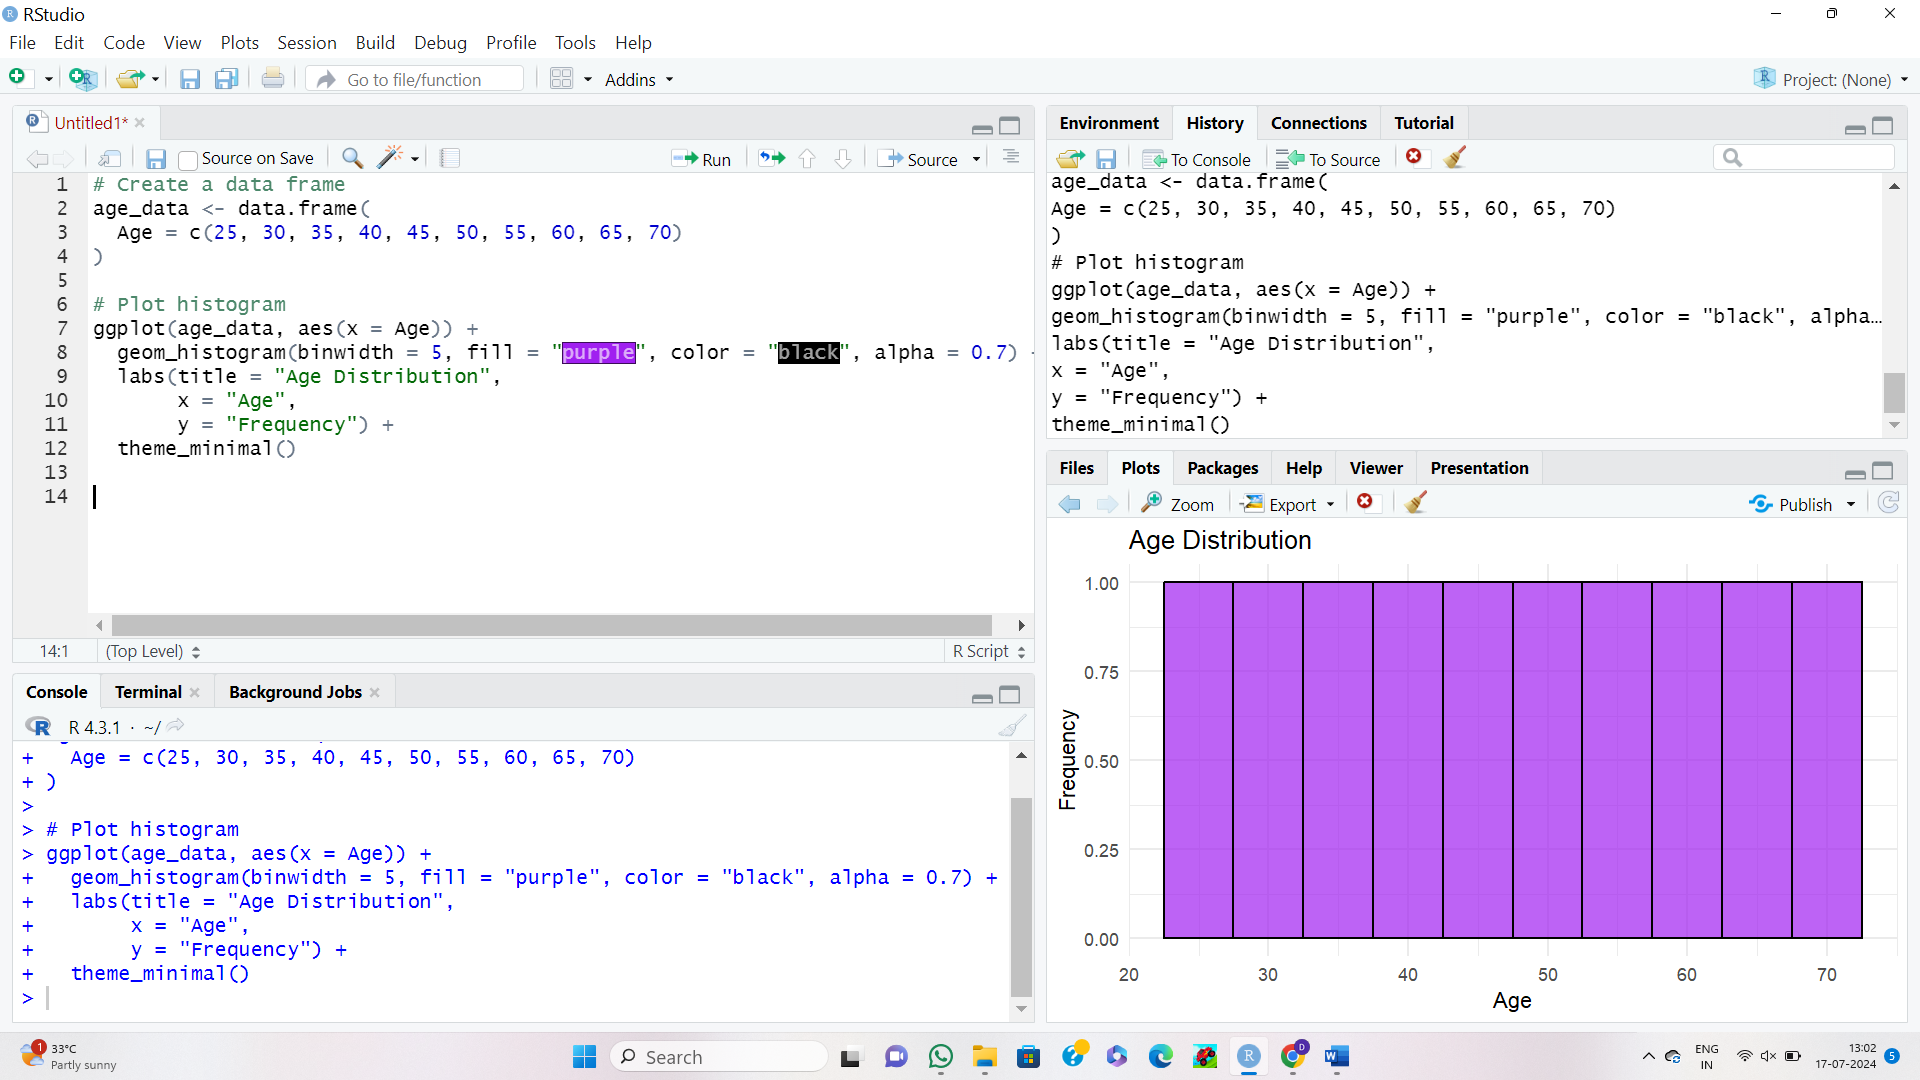 RStudio
File Edit Code View Plots Session Build Debug Profile Tools Help
Go to file/function Addins Project: (None)
Untitled1*
Source on Save Run Source
1 # Create a data frame
2 age_data <- data.frame(
3 Age = c(25, 30, 35, 40, 45, 50, 55, 60, 65, 70)
4 )
5
6 # Plot histogram
7 ggplot(age_data, aes(x = Age)) +
8 geom_histogram(binwidth = 5, fill = "purple", color = "black", alpha = 0.7)
9 labs(title = "Age Distribution",
10 x = "Age",
11 y = "Frequency") +
12 theme_minimal()
13
14
14:1 (Top Level) R Script
Console Terminal Background Jobs
R 4.3.1 · ~/
+ Age = c(25, 30, 35, 40, 45, 50, 55, 60, 65, 70)
+ )
>
> # Plot histogram
> ggplot(age_data, aes(x = Age)) +
+ geom_histogram(binwidth = 5, fill = "purple", color = "black", alpha = 0.7) +
+ labs(title = "Age Distribution",
+ x = "Age",
+ y = "Frequency") +
+ theme_minimal()
>
Environment History Connections Tutorial
To Console To Source
age_data <- data.frame(
Age = c(25, 30, 35, 40, 45, 50, 55, 60, 65, 70)
)
# Plot histogram
ggplot(age_data, aes(x = Age)) +
geom_histogram(binwidth = 5, fill = "purple", color = "black", alpha...
labs(title = "Age Distribution",
x = "Age",
y = "Frequency") +
theme_minimal()
Files Plots Packages Help Viewer Presentation
Zoom Export Publish
Age Distribution
1.00
0.75
0.50
0.25
0.00
Frequency
20 30 40 50 60 70
Age
1
33°C
Partly sunny
Search
ENG
IN
13:02
17-07-2024
5